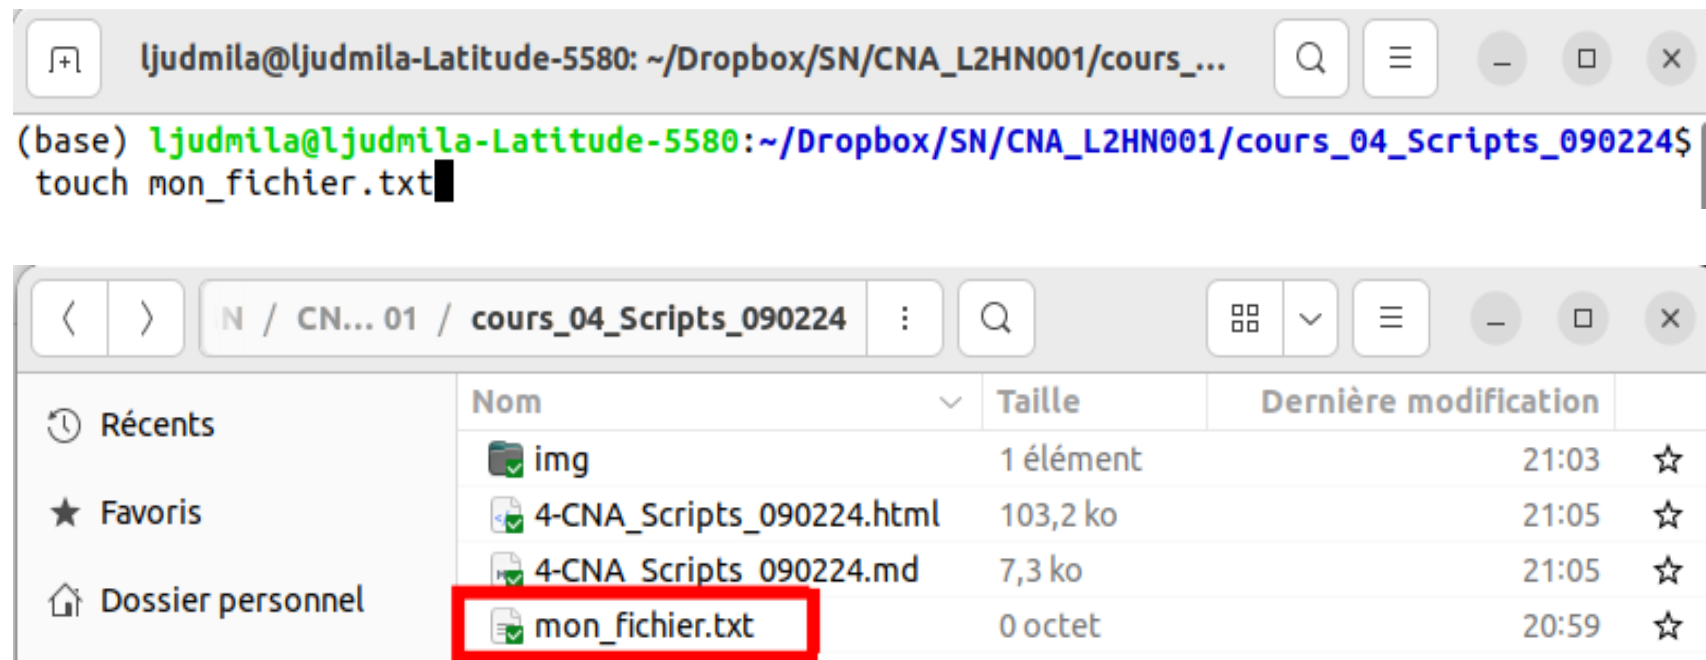 ljudmila@ljudmila-Latitude-5580: ~/Dropbox/SN/CNA_L2HN001/cours_...
(base) ljudmila@ljudmila-Latitude-5580:~/Dropbox/SN/CNA_L2HN001/cours_04_Scripts_090224$
touch mon_fichier.txt
N / CN... 01 / cours_04_Scripts_090224
Nom Taille Dernière modification
Récents
img 1 élément 21:03
Favoris
4-CNA_Scripts_090224.html 103,2 ko 21:05
4-CNA_Scripts_090224.md 7,3 ko 21:05
Dossier personnel
mon_fichier.txt 0 octet 20:59